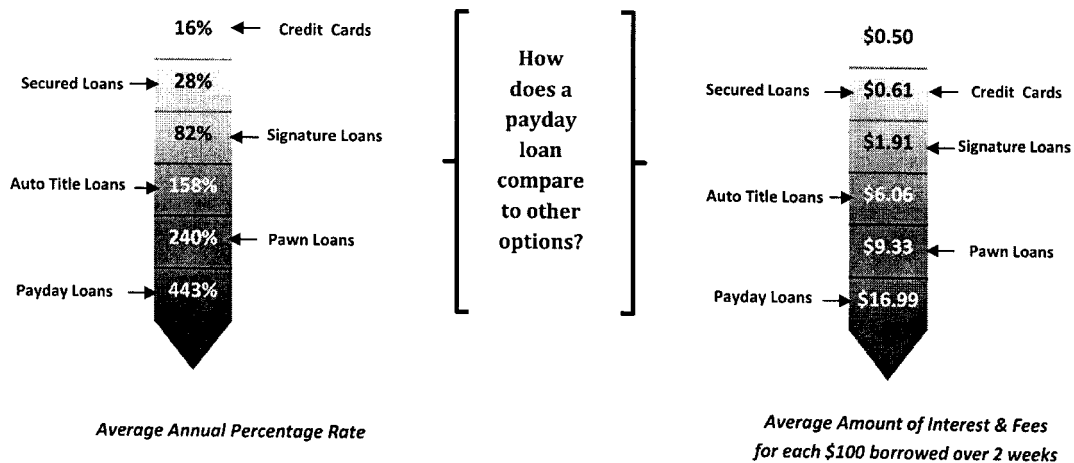 16%
Credit Cards
Secured Loans
28%
82%
Signature Loans
Auto Title Loans
158%
240%
Pawn Loans
Payday Loans
443%
Average Annual Percentage Rate
How
does a
payday
loan
compare
to other
options?
$0.50
Secured Loans
$0.61
Credit Cards
$1.91
Signature Loans
Auto Title Loans
$6.06
$9.33
Pawn Loans
Payday Loans
$16.99
Average Amount of Interest & Fees
for each $100 borrowed over 2 weeks